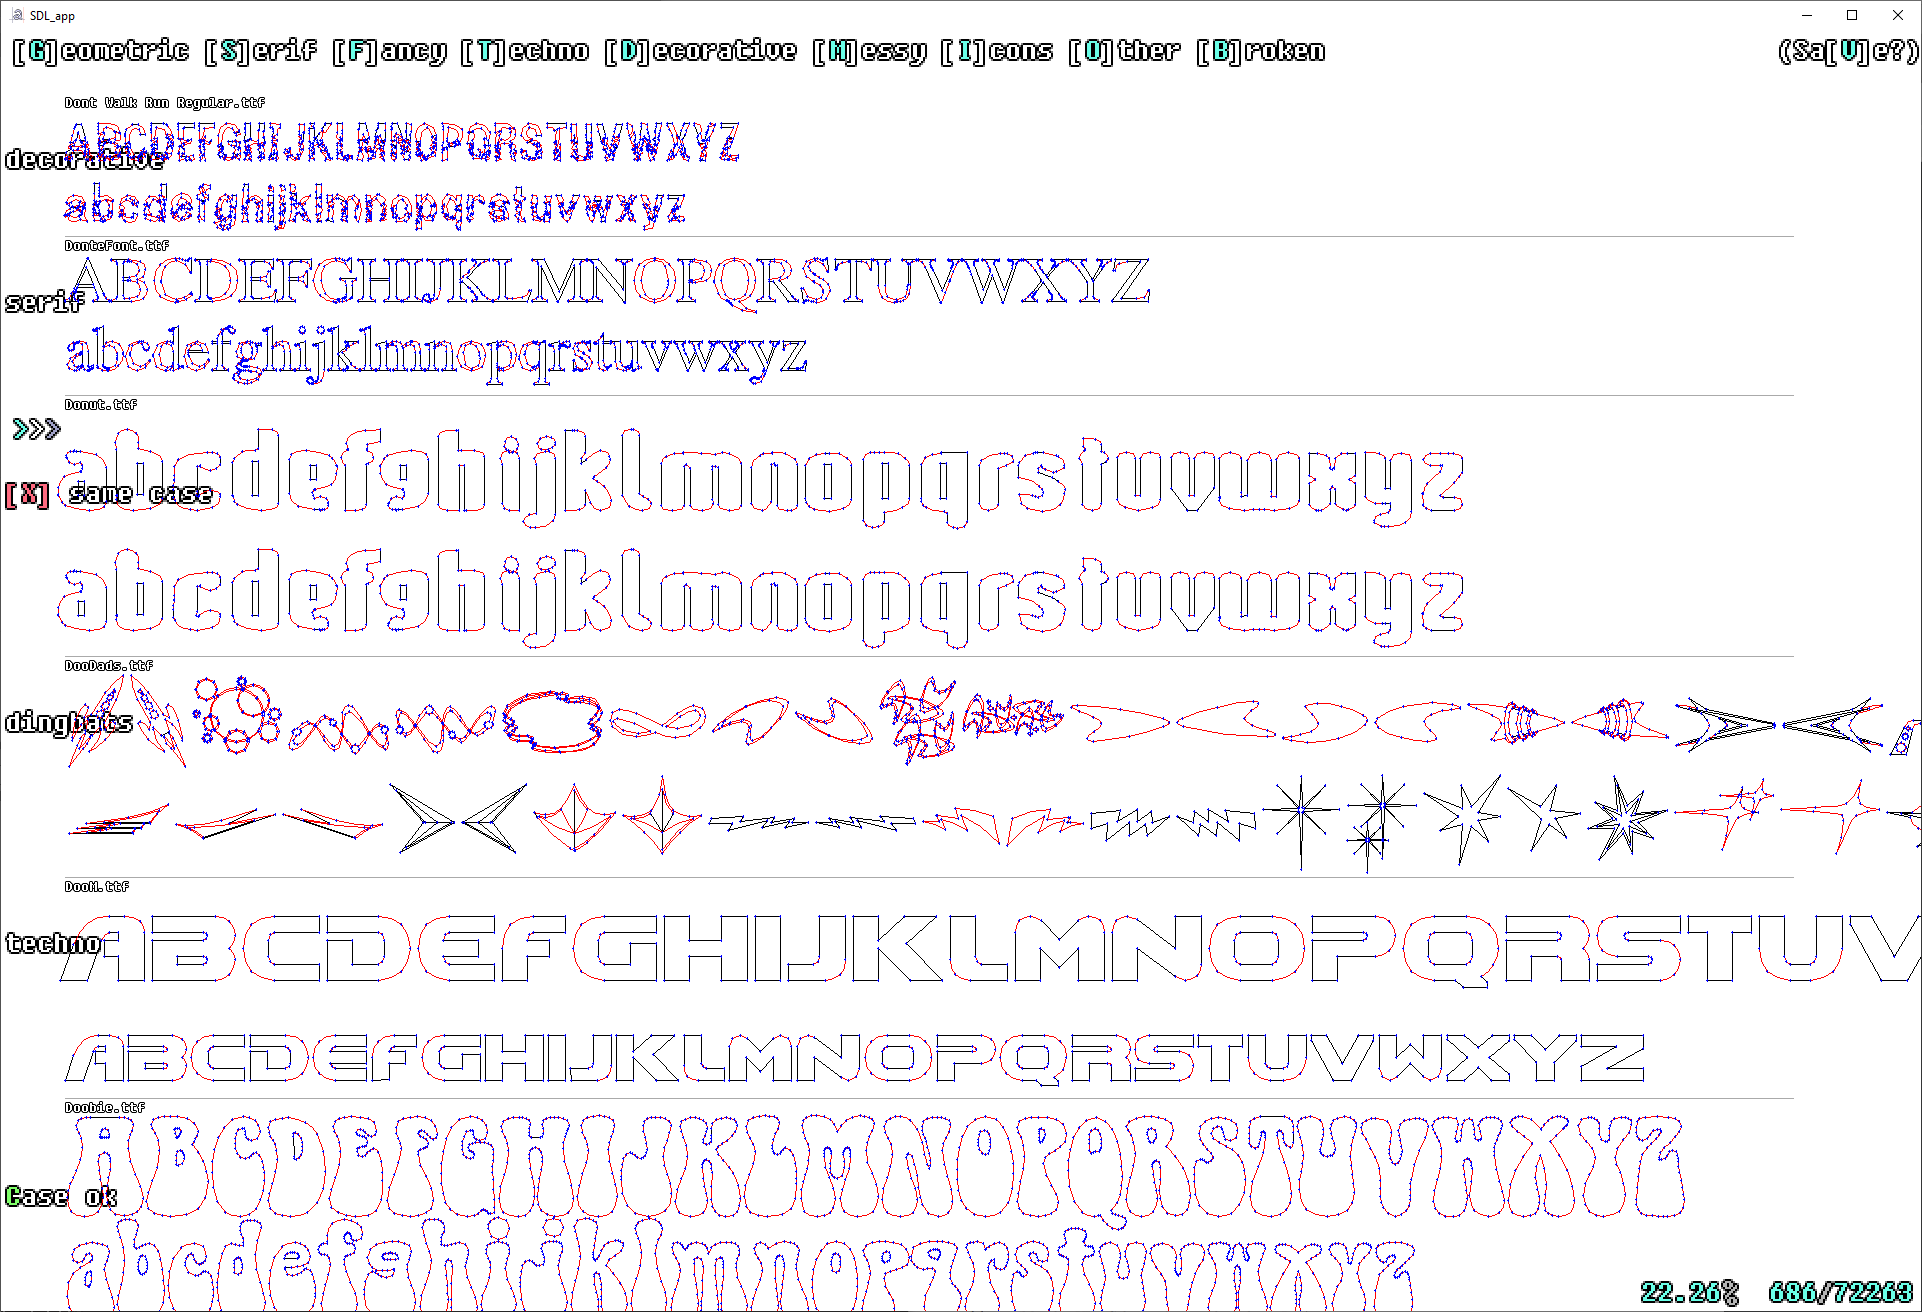 SDL_app
[G]eometric [S]erif [F]ancy [T]echno [D]ecorative [M]essy [I]cons [O]ther [B]roken (Sa[V]e?)
Dont Walk Run Regular.ttf
ABCDEFGHIJKLMNOPQRSTUVWXYZ
decorative
abcdefghijklmnopqrstuvwxyz
DonteFont.ttf
ABCDEFGHIJKLMNOPQRSTUVWXYZ
serif
abcdefghijklmnopqrstuvwxyz
Donut.ttf
>>>
abcdefghijklmnopqrstuvwxyz
[X] same case
abcdefghijklmnopqrstuvwxyz
DooDads.ttf
dingbats
DooM.ttf
ABCDEFGHIJKLMNOPQRSTUV
techno
ABCDEFGHIJKLMNOPQRSTUVWXYZ
Doobie.ttf
ABCDEFGHIJKLMNOPQRSTUVWXYZ
Case ok
abcdefghijklmnopqrstuvwxyz
22.26% 686/72263